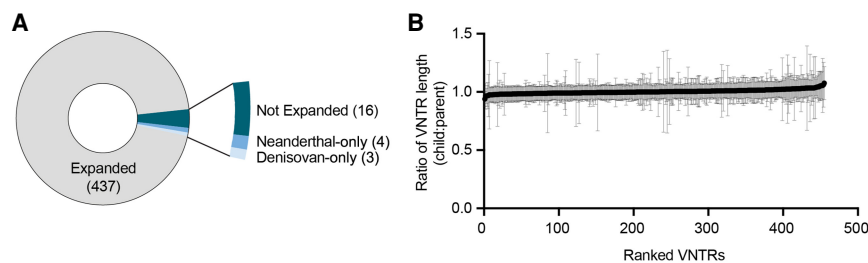 A
Expanded
(437)
Not Expanded (16)
Neanderthal-only (4)
Denisovan-only (3)
B
Ratio of VNTR length
(child:parent)
1.5
1.0
0.5
0.0
0
100
200
300
400
500
Ranked VNTRs